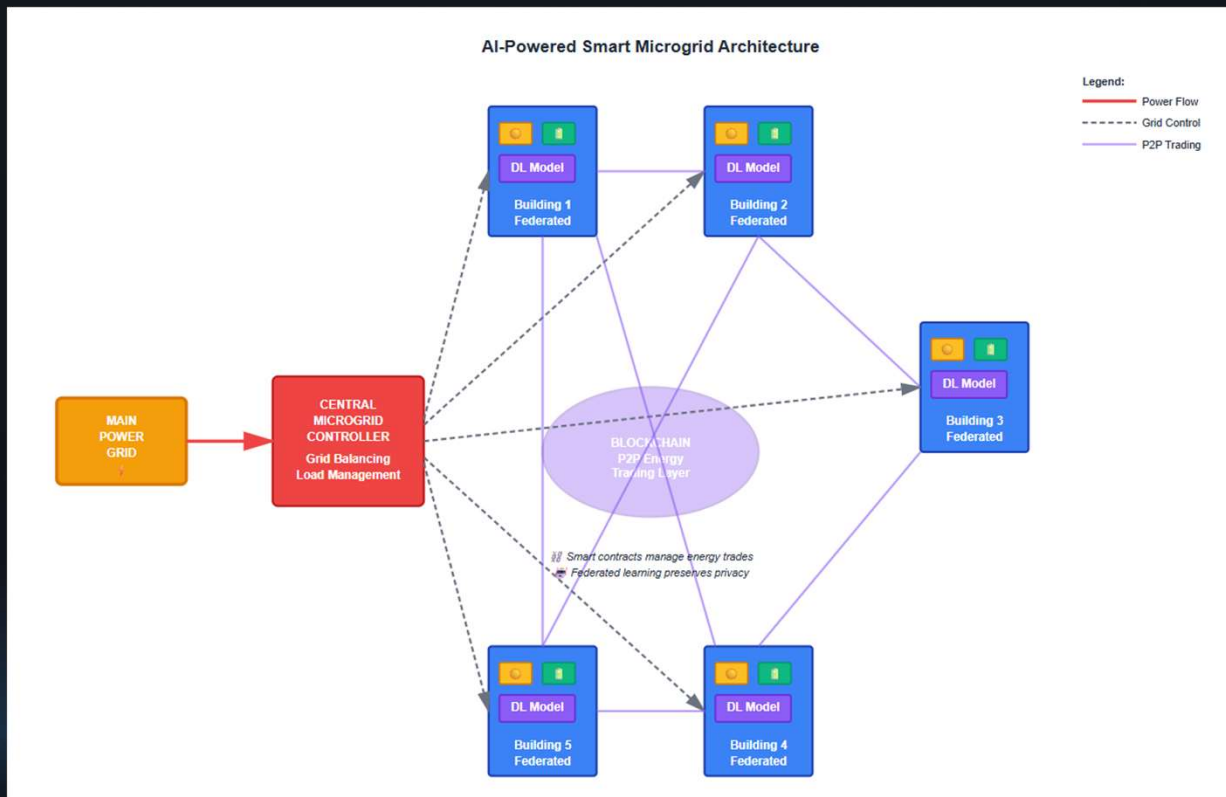 AI-Powered Smart Microgrid Architecture
Legend:
Power Flow
Grid Control
P2P Trading
DL Model
Building 1
Federated
DL Model
Building 2
Federated
DL Model
Building 3
Federated
MAIN
POWER
GRID
CENTRAL
MICROGRID
CONTROLLER
Grid Balancing
Load Management
BLOCKCHAIN
P2P Energy
Trading Layer
Smart contracts manage energy trades
Federated learning preserves privacy
DL Model
Building 5
Federated
DL Model
Building 4
Federated